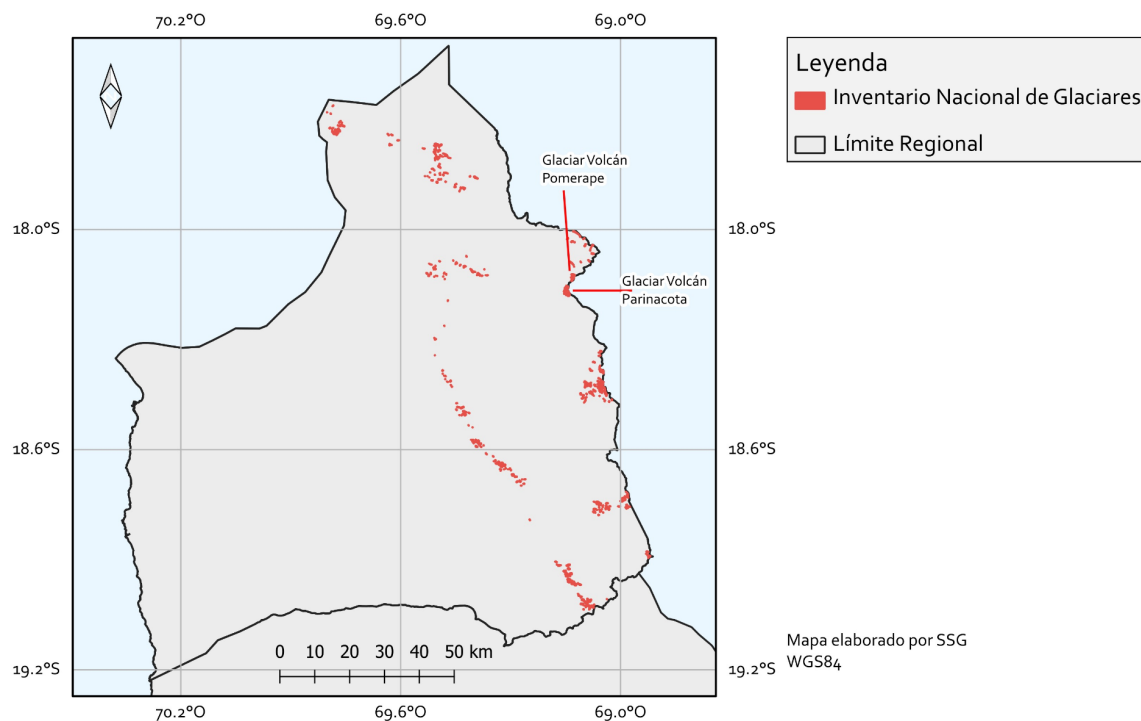 70.2°O 69.6°O 69.0°O
Leyenda
Inventario Nacional de Glaciares
Límite Regional
Glaciar Volcán
Pomerape
18.0°S 18.0°S
Glaciar Volcán
Parinacota
18.6°S 18.6°S
0 10 20 30 40 50 km
Mapa elaborado por SSG
WGS84
19.2°S 19.2°S
70.2°O 69.6°O 69.0°O